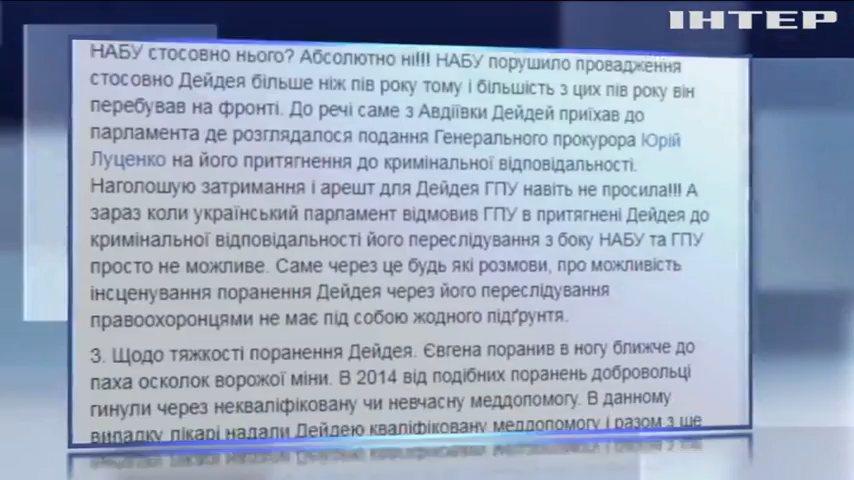 ІНТЕР
НАБУ стосовно нього? Абсолютно ні!!! НАБУ порушило провадження
стосовно Дейдея більше ніж пів року тому і більшість з цих пів року він
перебував на фронті. До речі саме з Авдіївки Дейдей приїхав до
парламента де розглядалося подання Генерального прокурора Юрій
Луценко на його притягнення до кримінальної відповідальності.
Наголошую затримання і арешт для Дейдея ГПУ навіть не просила!!! А
зараз коли український парламент відмовив ГПУ в притягнені Дейдея до
кримінальної відповідальності його переслідування з боку НАБУ та ГПУ
просто не можливе. Саме через це будь які розмови, про можливість
інсценування поранення Дейдея через його переслідування
правоохоронцями не має під собою жодного підґрунтя.
3. Щодо тяжкості поранення Дейдея. Євгена поранив в ногу ближче до
паха осколок ворожої міни. В 2014 від подібних поранень добровольці
гинули через некваліфіковану чи невчасну меддопомогу. В данному
випадку лікарі надали Дейдею кваліфіковану меддопомогу і разом з ще